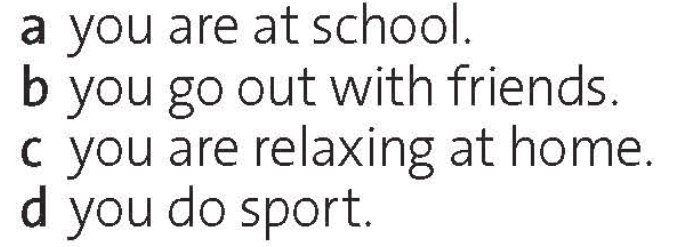 a you are at school.
b you go out with friends.
c you are relaxing at home.
d you do sport.